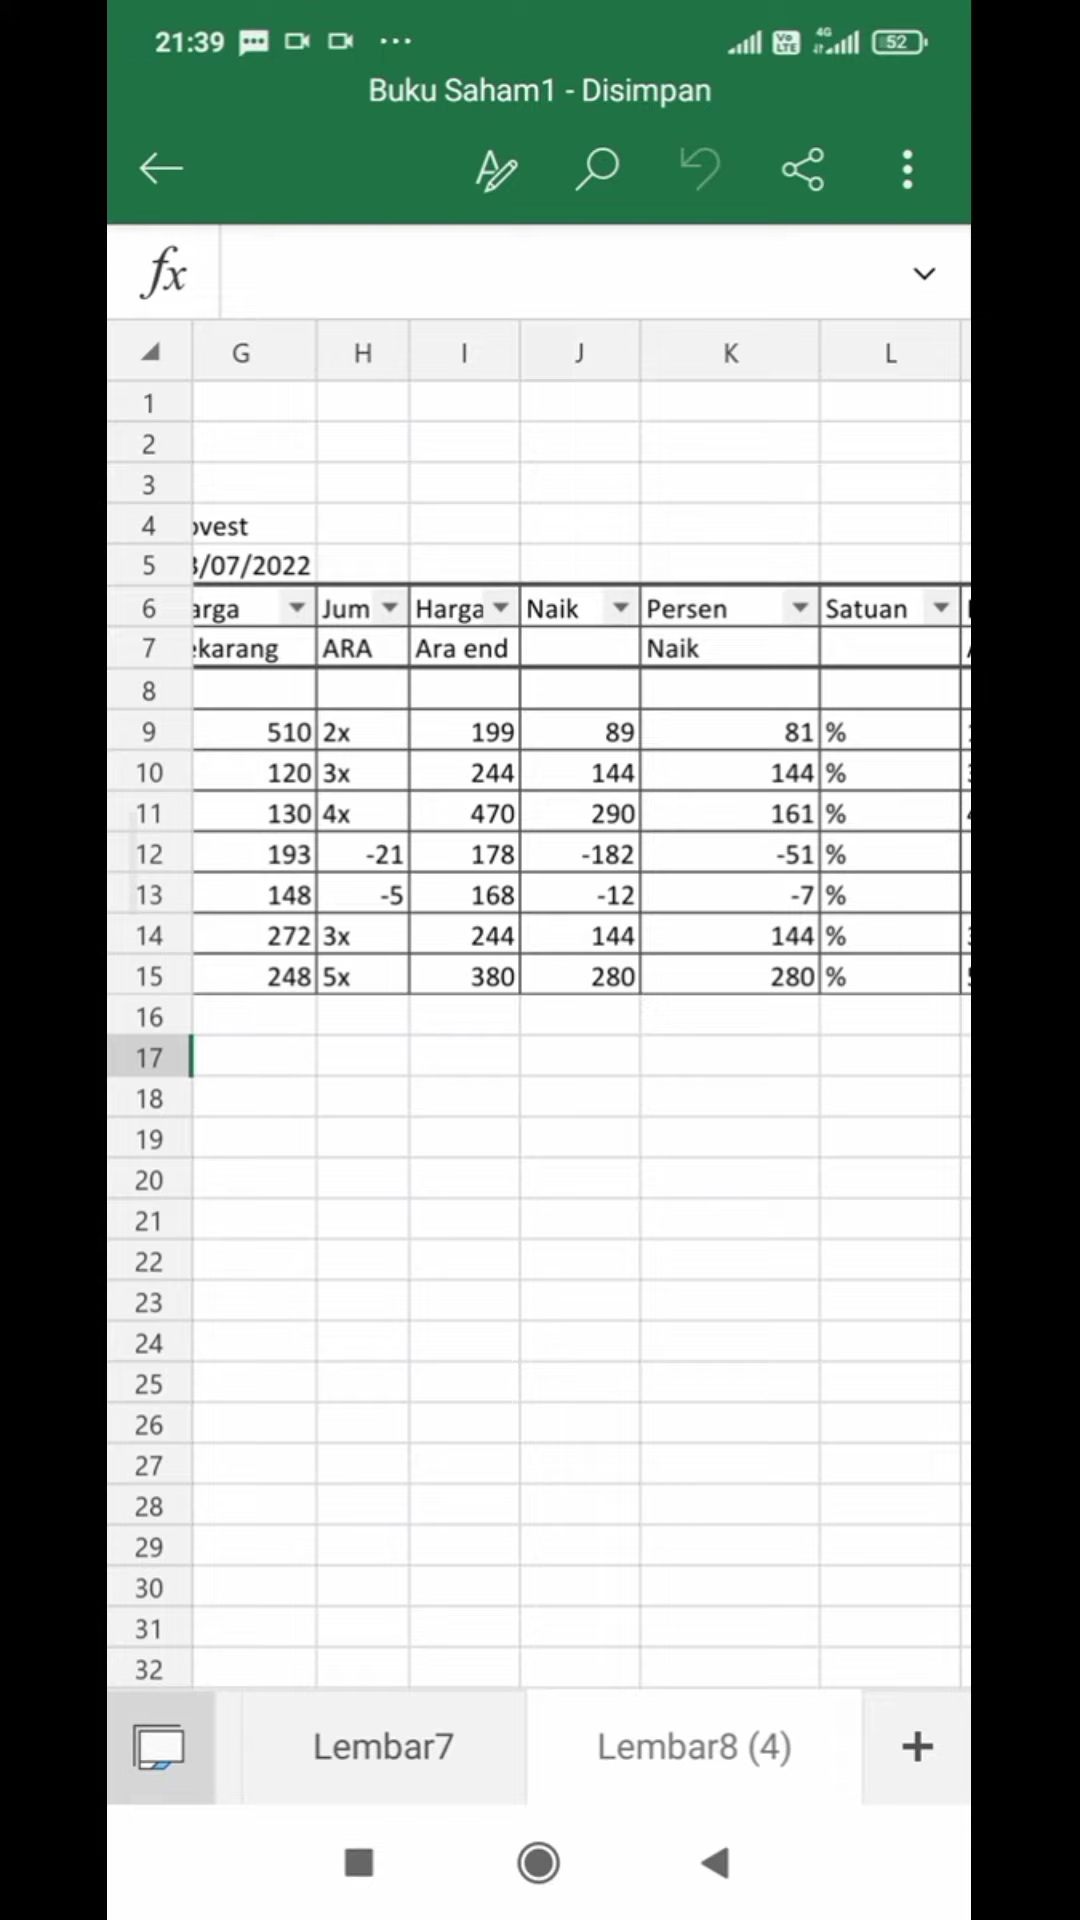 21:39 VoLTE 4G 52
Buku Saham1 - Disimpan
fx
G H I J K L
1
2
3
4 ovest
5 3/07/2022
6 arga Jum Harga Naik Persen Satuan
7 ekarang ARA Ara end Naik
8
9 510 2x 199 89 81 %
10 120 3x 244 144 144 %
11 130 4x 470 290 161 %
12 193 -21 178 -182 -51 %
13 148 -5 168 -12 -7 %
14 272 3x 244 144 144 %
15 248 5x 380 280 280 %
16
17
18
19
20
21
22
23
24
25
26
27
28
29
30
31
32
Lembar7 Lembar8 (4) +